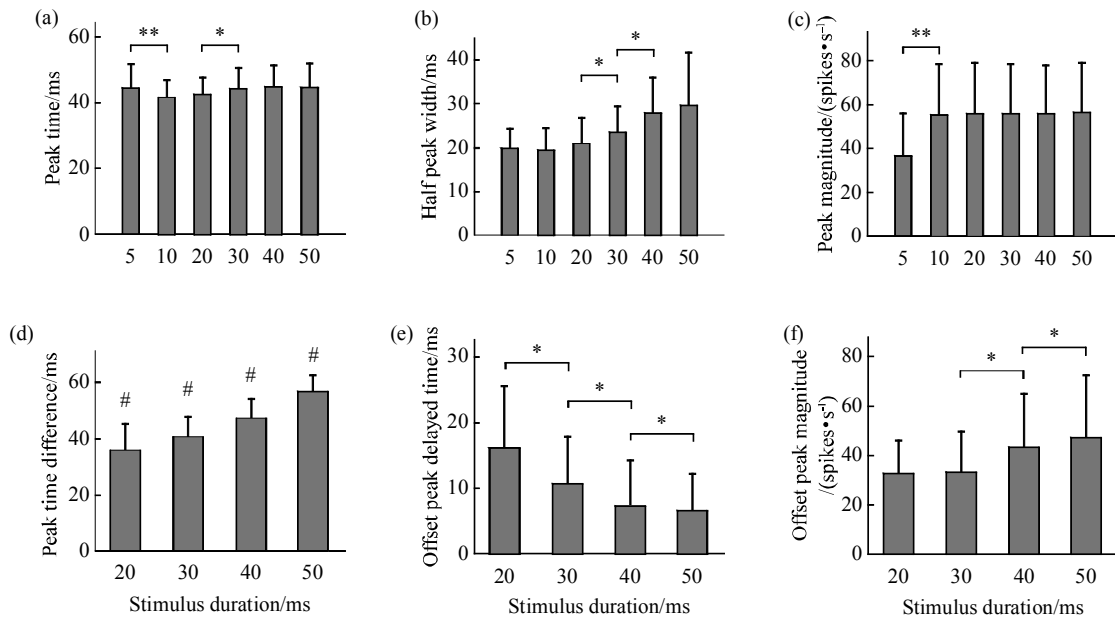 (a)
Peak time/ms
60
40
20
0
**
*
5 10 20 30 40 50
(b)
Half peak width/ms
40
30
20
10
0
*
*
5 10 20 30 40 50
(c)
Peak magnitude/(spikes•s⁻¹)
100
80
60
40
20
0
**
5 10 20 30 40 50
(d)
Peak time difference/ms
60
40
20
0
# # # #
20 30 40 50
Stimulus duration/ms
(e)
Offset peak delayed time/ms
30
20
10
0
*
*
*
20 30 40 50
Stimulus duration/ms
(f)
Offset peak magnitude
/(spikes•s⁻¹)
80
60
40
20
0
*
*
20 30 40 50
Stimulus duration/ms